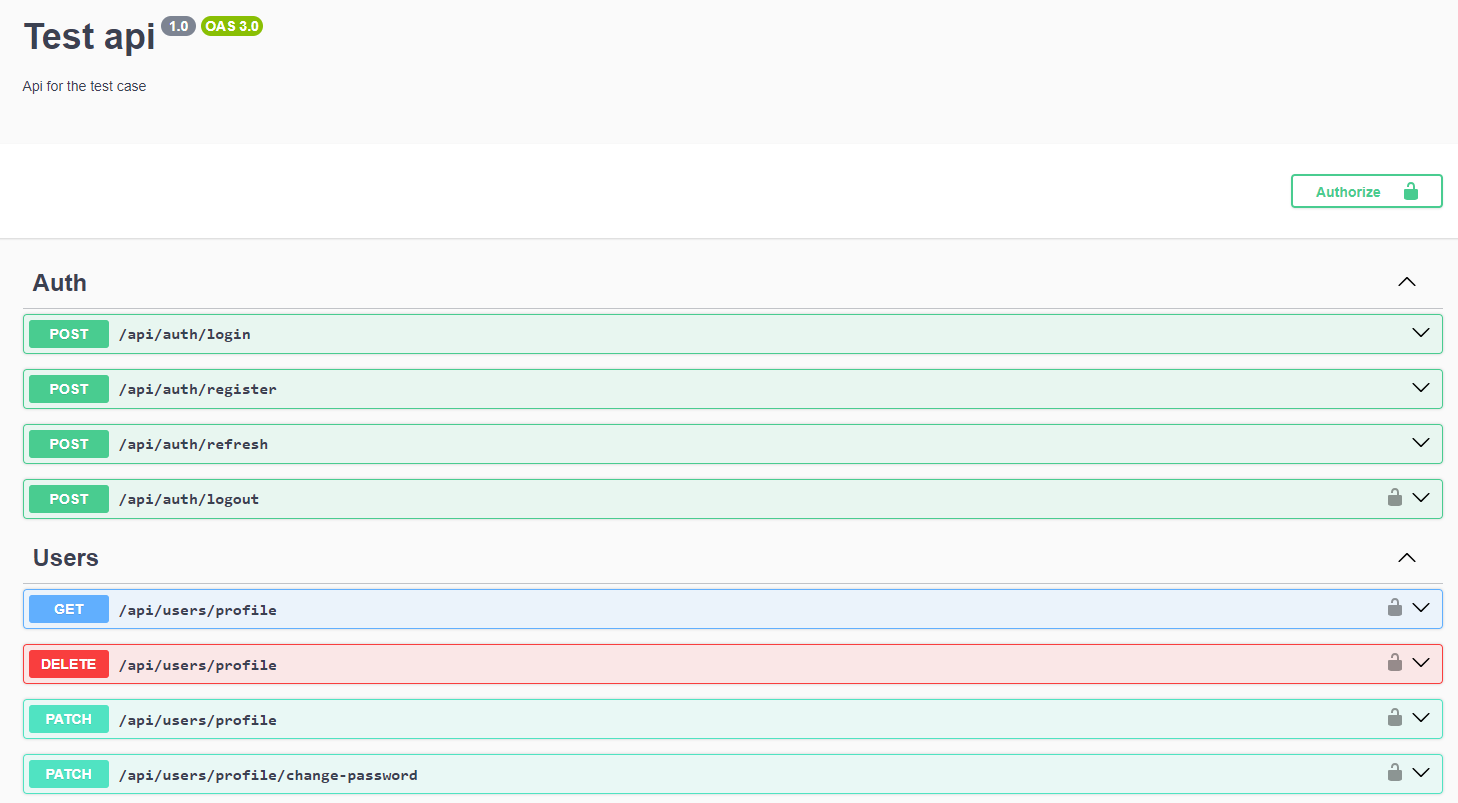 Test api 1.0 OAS 3.0
Api for the test case
Authorize
Auth
POST /api/auth/login
POST /api/auth/register
POST /api/auth/refresh
POST /api/auth/logout
Users
GET /api/users/profile
DELETE /api/users/profile
PATCH /api/users/profile
PATCH /api/users/profile/change-password